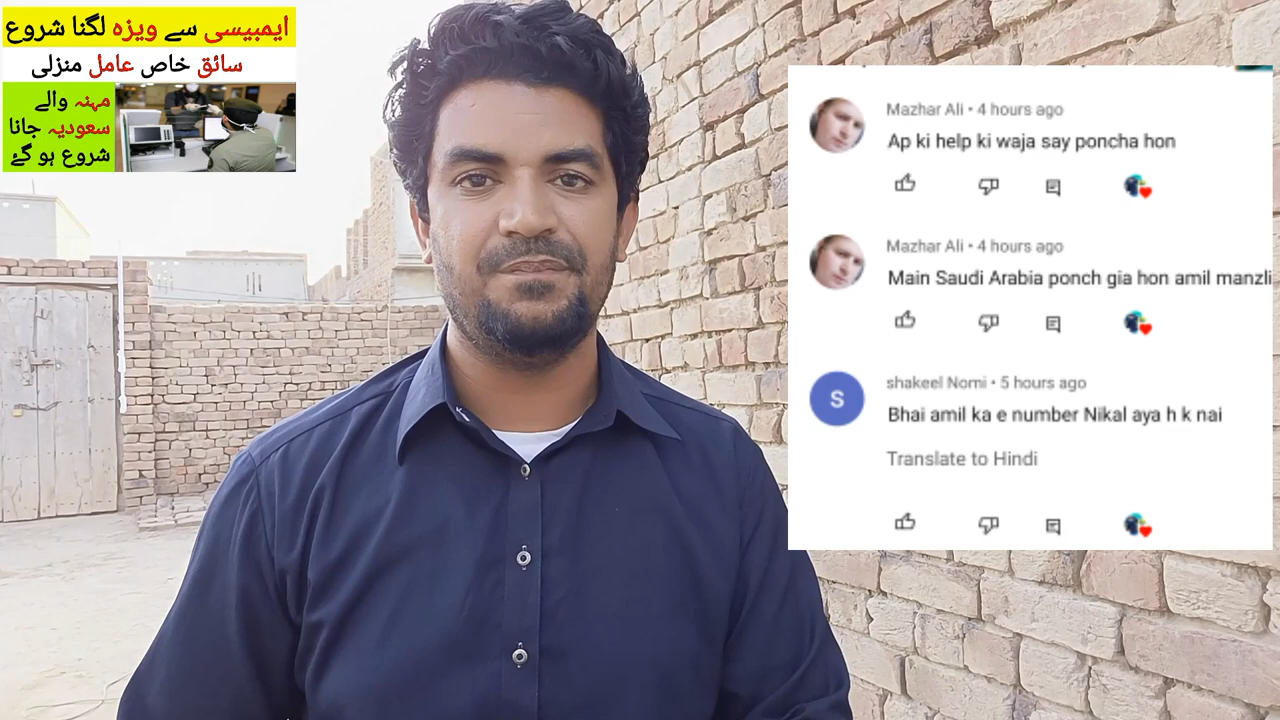 ایمبیسی سے ویزہ لگنا شروع
سائق خاص عامل منزلی
مہنہ والے
سعودیہ جانا
شروع ہو گۓ
Mazhar Ali • 4 hours ago
Ap ki help ki waja say poncha hon
Mazhar Ali • 4 hours ago
Main Saudi Arabia ponch gia hon amil manzli
shakeel Nomi • 5 hours ago
Bhai amil ka e number Nikal aya h k nai
Translate to Hindi
S